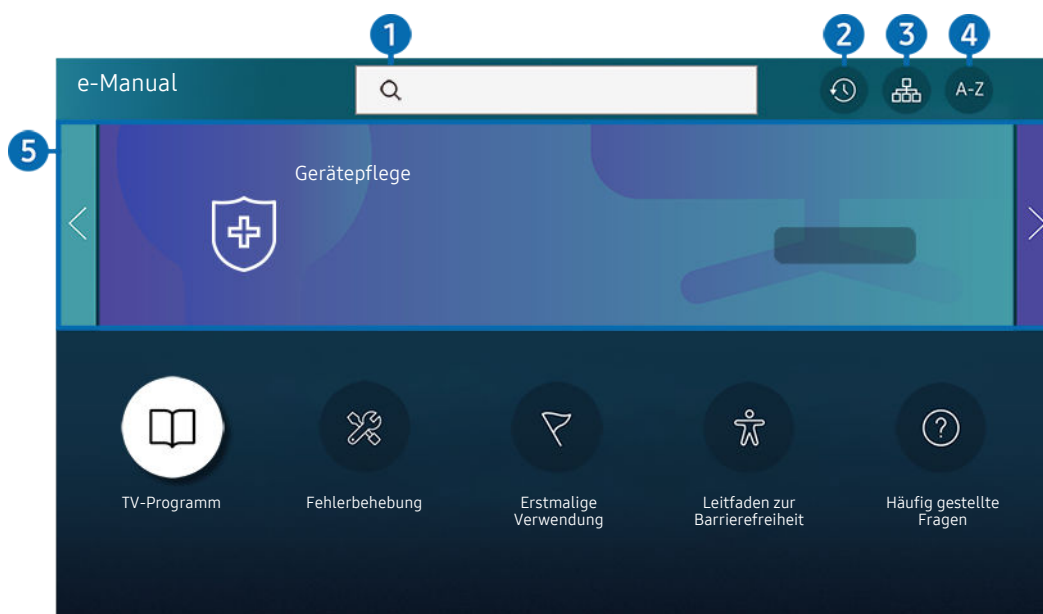 1
2
3
4
e-Manual
A-Z
5
Gerätepflege
TV-Programm
Fehlerbehebung
Erstmalige
Verwendung
Leitfaden zur
Barrierefreiheit
Häufig gestellte
Fragen